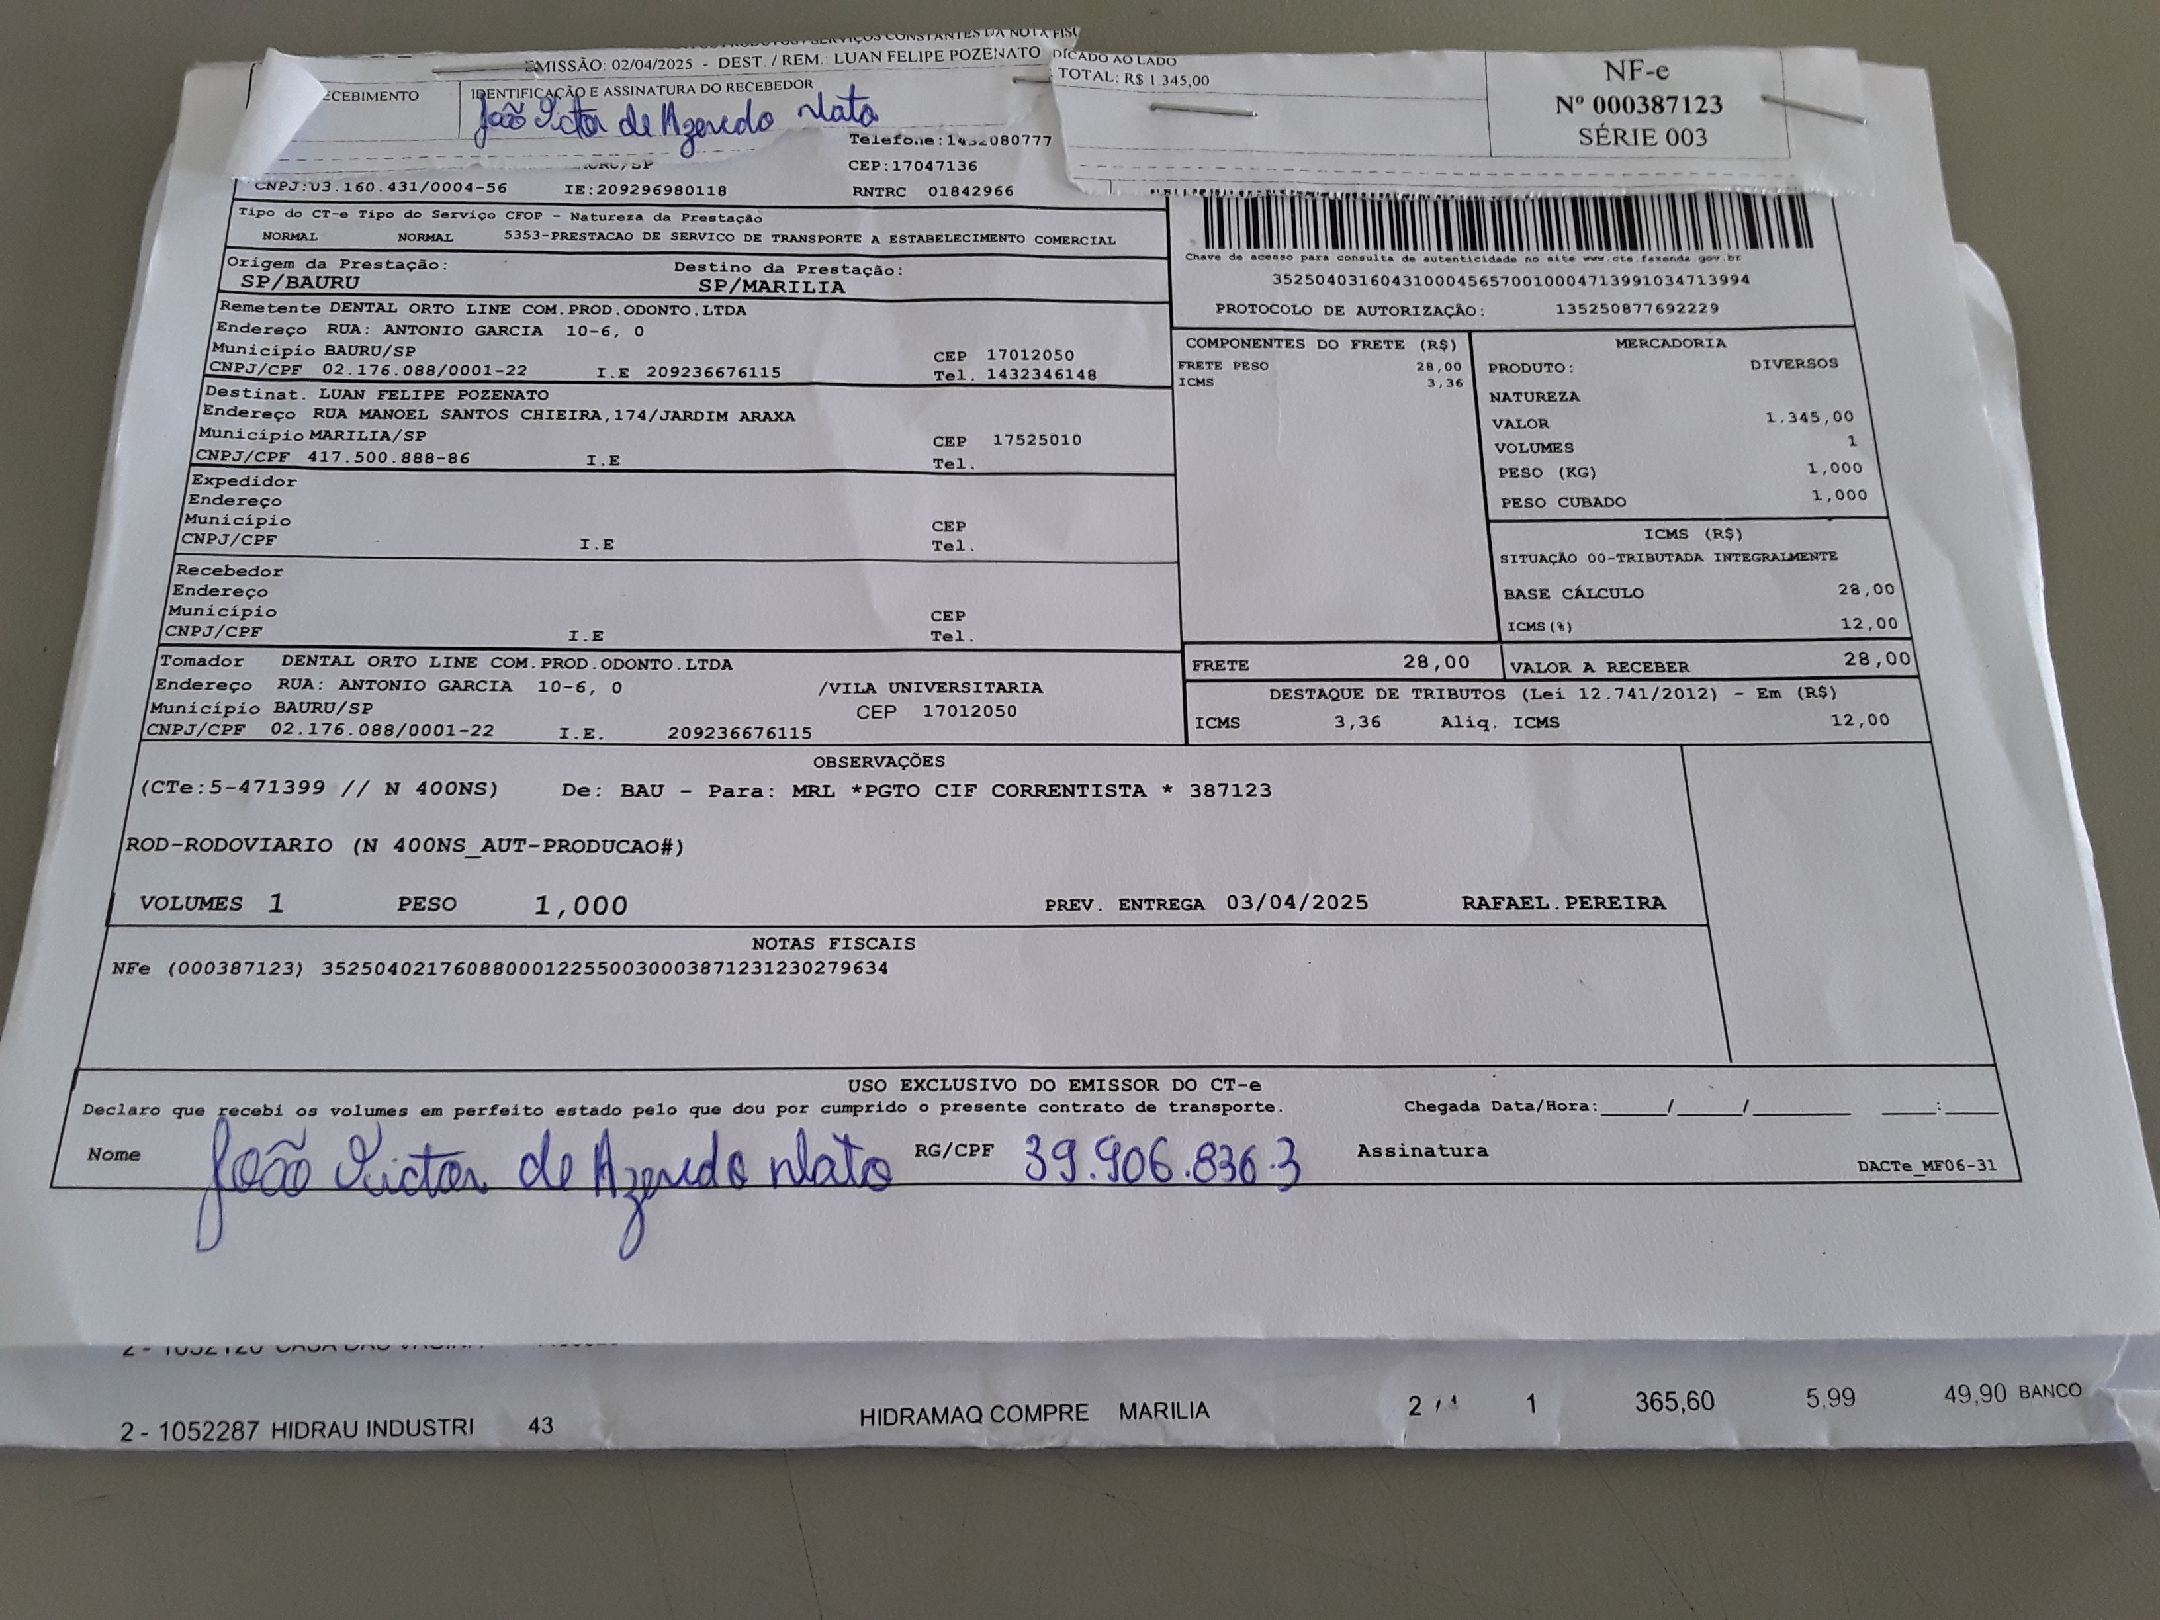 PRODUTOS / SERVIÇOS CONSTANTES DA NOTA FISC
EMISSÃO: 02/04/2025 - DEST. / REM.: LUAN FELIPE POZENATO
DICADO AO LADO
TOTAL: R$ 1.345,00
NF-e
Nº 000387123
SÉRIE 003
ECEBIMENTO
IDENTIFICAÇÃO E ASSINATURA DO RECEBEDOR
João Victor de Azevedo
CEP:17047136
CNPJ:03.160.431/0004-56 IE:209296980118 RNTRC 01842966
Tipo do CT-e Tipo do Serviço CFOP - Natureza da Prestação
NORMAL NORMAL 5353-PRESTACAO DE SERVICO DE TRANSPORTE A ESTABELECIMENTO COMERCIAL
Origem da Prestação: Destino da Prestação:
SP/BAURU SP/MARILIA
Chave de acesso para consulta de autenticidade no site www.cte.fazenda.gov.br
35250403160431000456570010004713991034713994
PROTOCOLO DE AUTORIZAÇÃO: 135250877692229
Remetente DENTAL ORTO LINE COM.PROD.ODONTO.LTDA
Endereço RUA: ANTONIO GARCIA 10-6, 0
Município BAURU/SP CEP 17012050
CNPJ/CPF 02.176.088/0001-22 I.E 209236676115 Tel. 1432346148
Destinat. LUAN FELIPE POZENATO
Endereço RUA MANOEL SANTOS CHIEIRA,174/JARDIM ARAXA
Município MARILIA/SP CEP 17525010
CNPJ/CPF 417.500.888-86 I.E Tel.
Expedidor
Endereço
Município CEP
CNPJ/CPF I.E Tel.
Recebedor
Endereço
Município CEP
CNPJ/CPF I.E Tel.
Tomador DENTAL ORTO LINE COM.PROD.ODONTO.LTDA
Endereço RUA: ANTONIO GARCIA 10-6, 0 /VILA UNIVERSITARIA
Município BAURU/SP CEP 17012050
CNPJ/CPF 02.176.088/0001-22 I.E. 209236676115
COMPONENTES DO FRETE (R$)
FRETE PESO 28,00
ICMS 3,36
MERCADORIA
PRODUTO: DIVERSOS
NATUREZA
VALOR 1.345,00
VOLUMES 1
PESO (KG) 1,000
PESO CUBADO 1,000
ICMS (R$)
SITUAÇÃO 00-TRIBUTADA INTEGRALMENTE
BASE CÁLCULO 28,00
ICMS(%) 12,00
FRETE 28,00 VALOR A RECEBER 28,00
DESTAQUE DE TRIBUTOS (Lei 12.741/2012) - Em (R$)
ICMS 3,36 Aliq. ICMS 12,00
OBSERVAÇÕES
(CTe:5-471399 // N 400NS) De: BAU - Para: MRL *PGTO CIF CORRENTISTA * 387123
ROD-RODOVIARIO (N 400NS_AUT-PRODUCAO#)
VOLUMES 1 PESO 1,000 PREV. ENTREGA 03/04/2025 RAFAEL.PEREIRA
NOTAS FISCAIS
NFe (000387123) 35250402176088000122550030003871231230279634
USO EXCLUSIVO DO EMISSOR DO CT-e
Declaro que recebi os volumes em perfeito estado pelo que dou por cumprido o presente contrato de transporte. Chegada Data/Hora:_____/_____/_______ ____:____
Nome João Victor de Azevedo RG/CPF 39.906.836.3 Assinatura
DACTe_MF06-31
2 - 1052287 HIDRAU INDUSTRI 43 HIDRAMAQ COMPRE MARILIA 2 / 1 1 365,60 5,99 49,90 BANCO